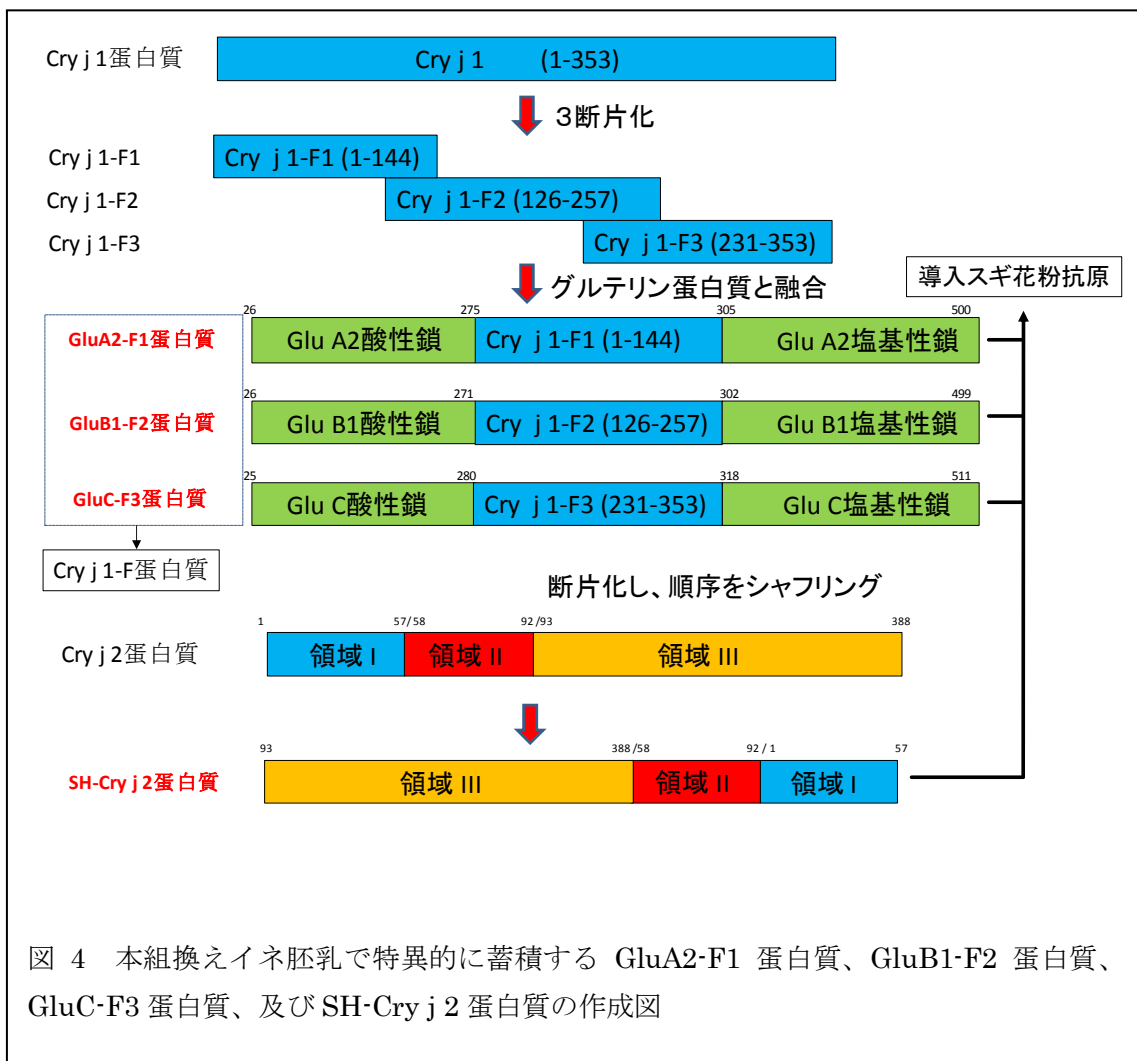 Cry j 1蛋白質
Cry j 1 (1-353)
3断片化
Cry j 1-F1
Cry j 1-F1 (1-144)
Cry j 1-F2
Cry j 1-F2 (126-257)
Cry j 1-F3
Cry j 1-F3 (231-353)
グルテリン蛋白質と融合
導入スギ花粉抗原
26 275 305 500
GluA2-F1蛋白質
Glu A2酸性鎖 Cry j 1-F1 (1-144) Glu A2塩基性鎖
26 271 302 499
GluB1-F2蛋白質
Glu B1酸性鎖 Cry j 1-F2 (126-257) Glu B1塩基性鎖
25 280 318 511
GluC-F3蛋白質
Glu C酸性鎖 Cry j 1-F3 (231-353) Glu C塩基性鎖
Cry j 1-F蛋白質
断片化し、順序をシャフリング
1 57/58 92/93 388
Cry j 2蛋白質
領域 I 領域 II 領域 III
93 388/58 92/1 57
SH-Cry j 2蛋白質
領域 III 領域 II 領域 I
図 4 本組換えイネ胚乳で特異的に蓄積する GluA2-F1 蛋白質、GluB1-F2 蛋白質、
GluC-F3 蛋白質、及び SH-Cry j 2 蛋白質の作成図